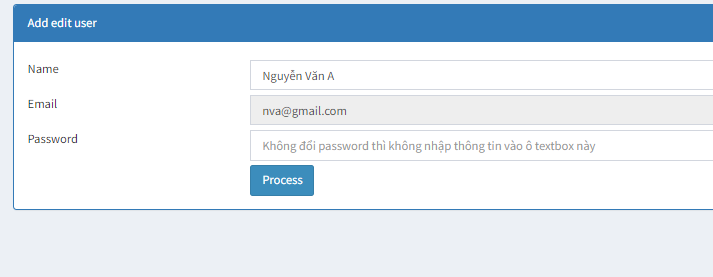 Add edit user
Name
Nguyễn Văn A
Email
nva@gmail.com
Password
Không đổi password thì không nhập thông tin vào ô textbox này
Process